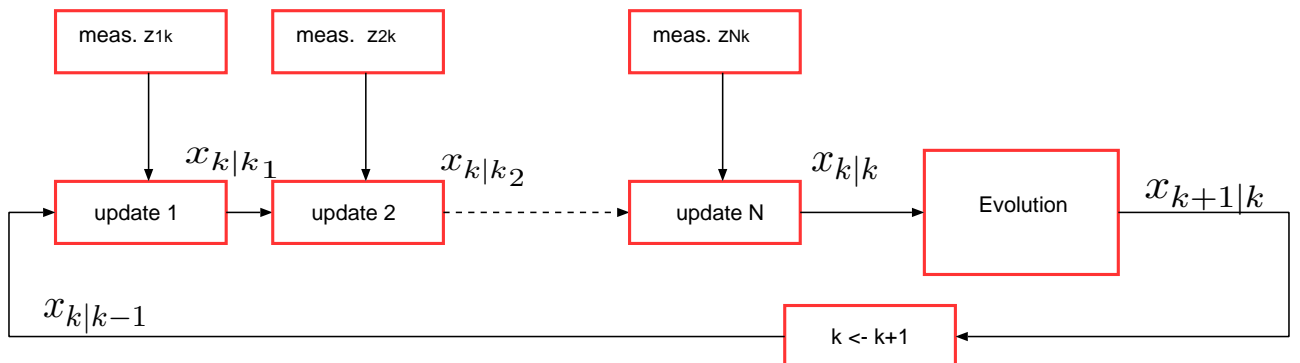 meas. z1k
meas. z2k
meas. zNk
x_{k|k_1}
x_{k|k_2}
x_{k|k}
update 1
update 2
update N
Evolution
x_{k+1|k}
x_{k|k-1}
k <- k+1